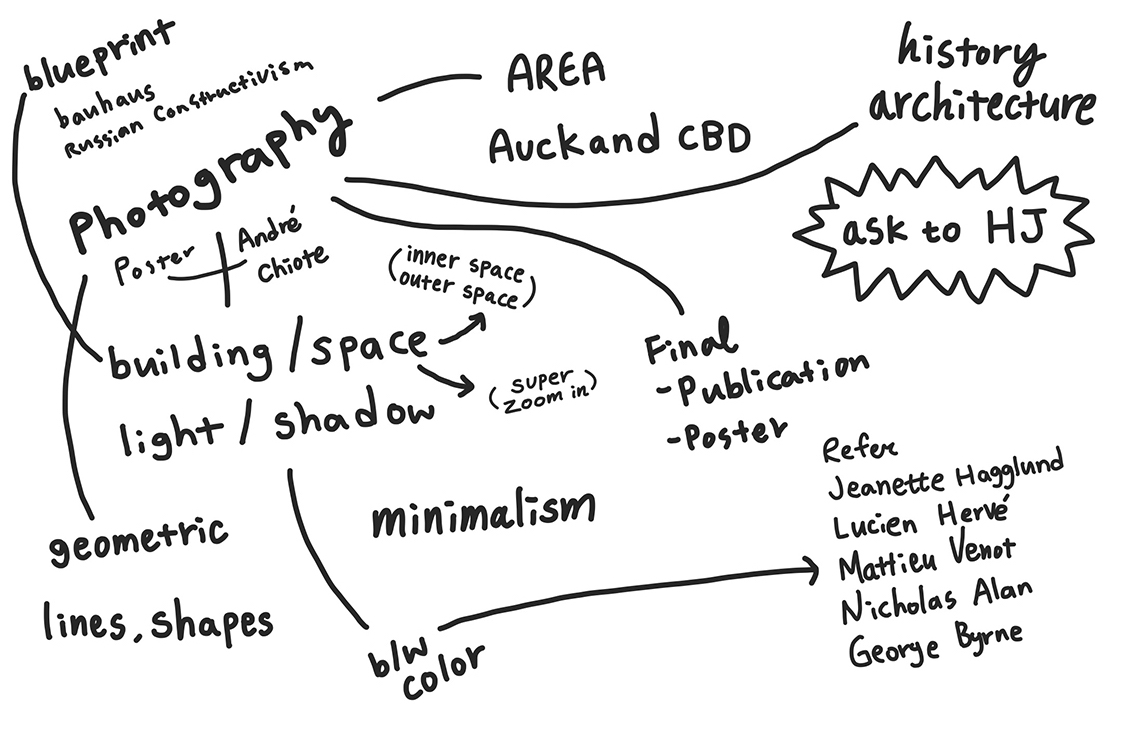 blueprint
bauhaus
Russian Constructivism
Photography
Poster
André
Chiote
AREA
Auckand CBD
history
architecture
ask to HJ
(inner space
outer space)
building / space
(super
zoom in)
light / shadow
Final
-Publication
-Poster
Refer
Jeanette Hagglund
Lucien Hervé
Mattieu Venot
Nicholas Alan
George Byrne
minimalism
geometric
lines, shapes
b/w
color